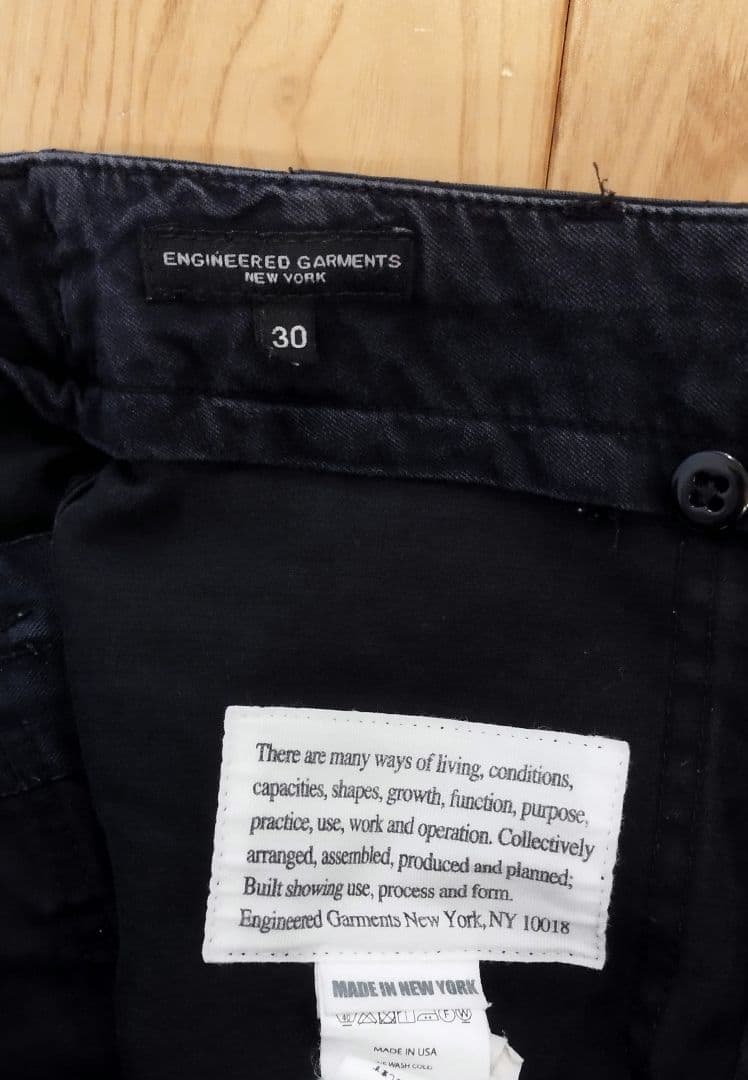 ENGINEERED GARMENTS
NEW YORK
30
There are many ways of living, conditions,
capacities, shapes, growth, function, purpose,
practice, use, work and operation. Collectively
arranged, assembled, produced and planned;
Built showing use, process and form.
Engineered Garments New York, NY 10018
MADE IN NEW YORK
MADE IN USA
WASH COLD